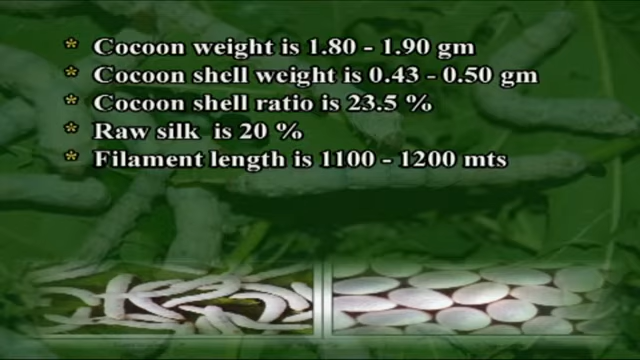 * Cocoon weight is 1.80 - 1.90 gm
* Cocoon shell weight is 0.43 - 0.50 gm
* Cocoon shell ratio is 23.5 %
* Raw silk is 20 %
* Filament length is 1100 - 1200 mts